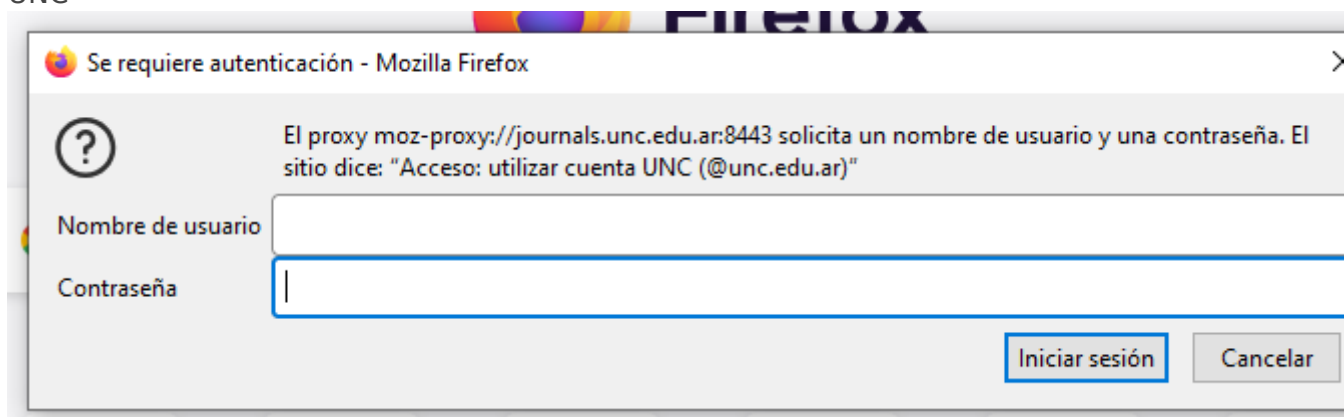 UNC
Firefox
Se requiere autenticación - Mozilla Firefox
El proxy moz-proxy://journals.unc.edu.ar:8443 solicita un nombre de usuario y una contraseña. El
sitio dice: "Acceso: utilizar cuenta UNC (@unc.edu.ar)"
Nombre de usuario
Contraseña
Iniciar sesión
Cancelar